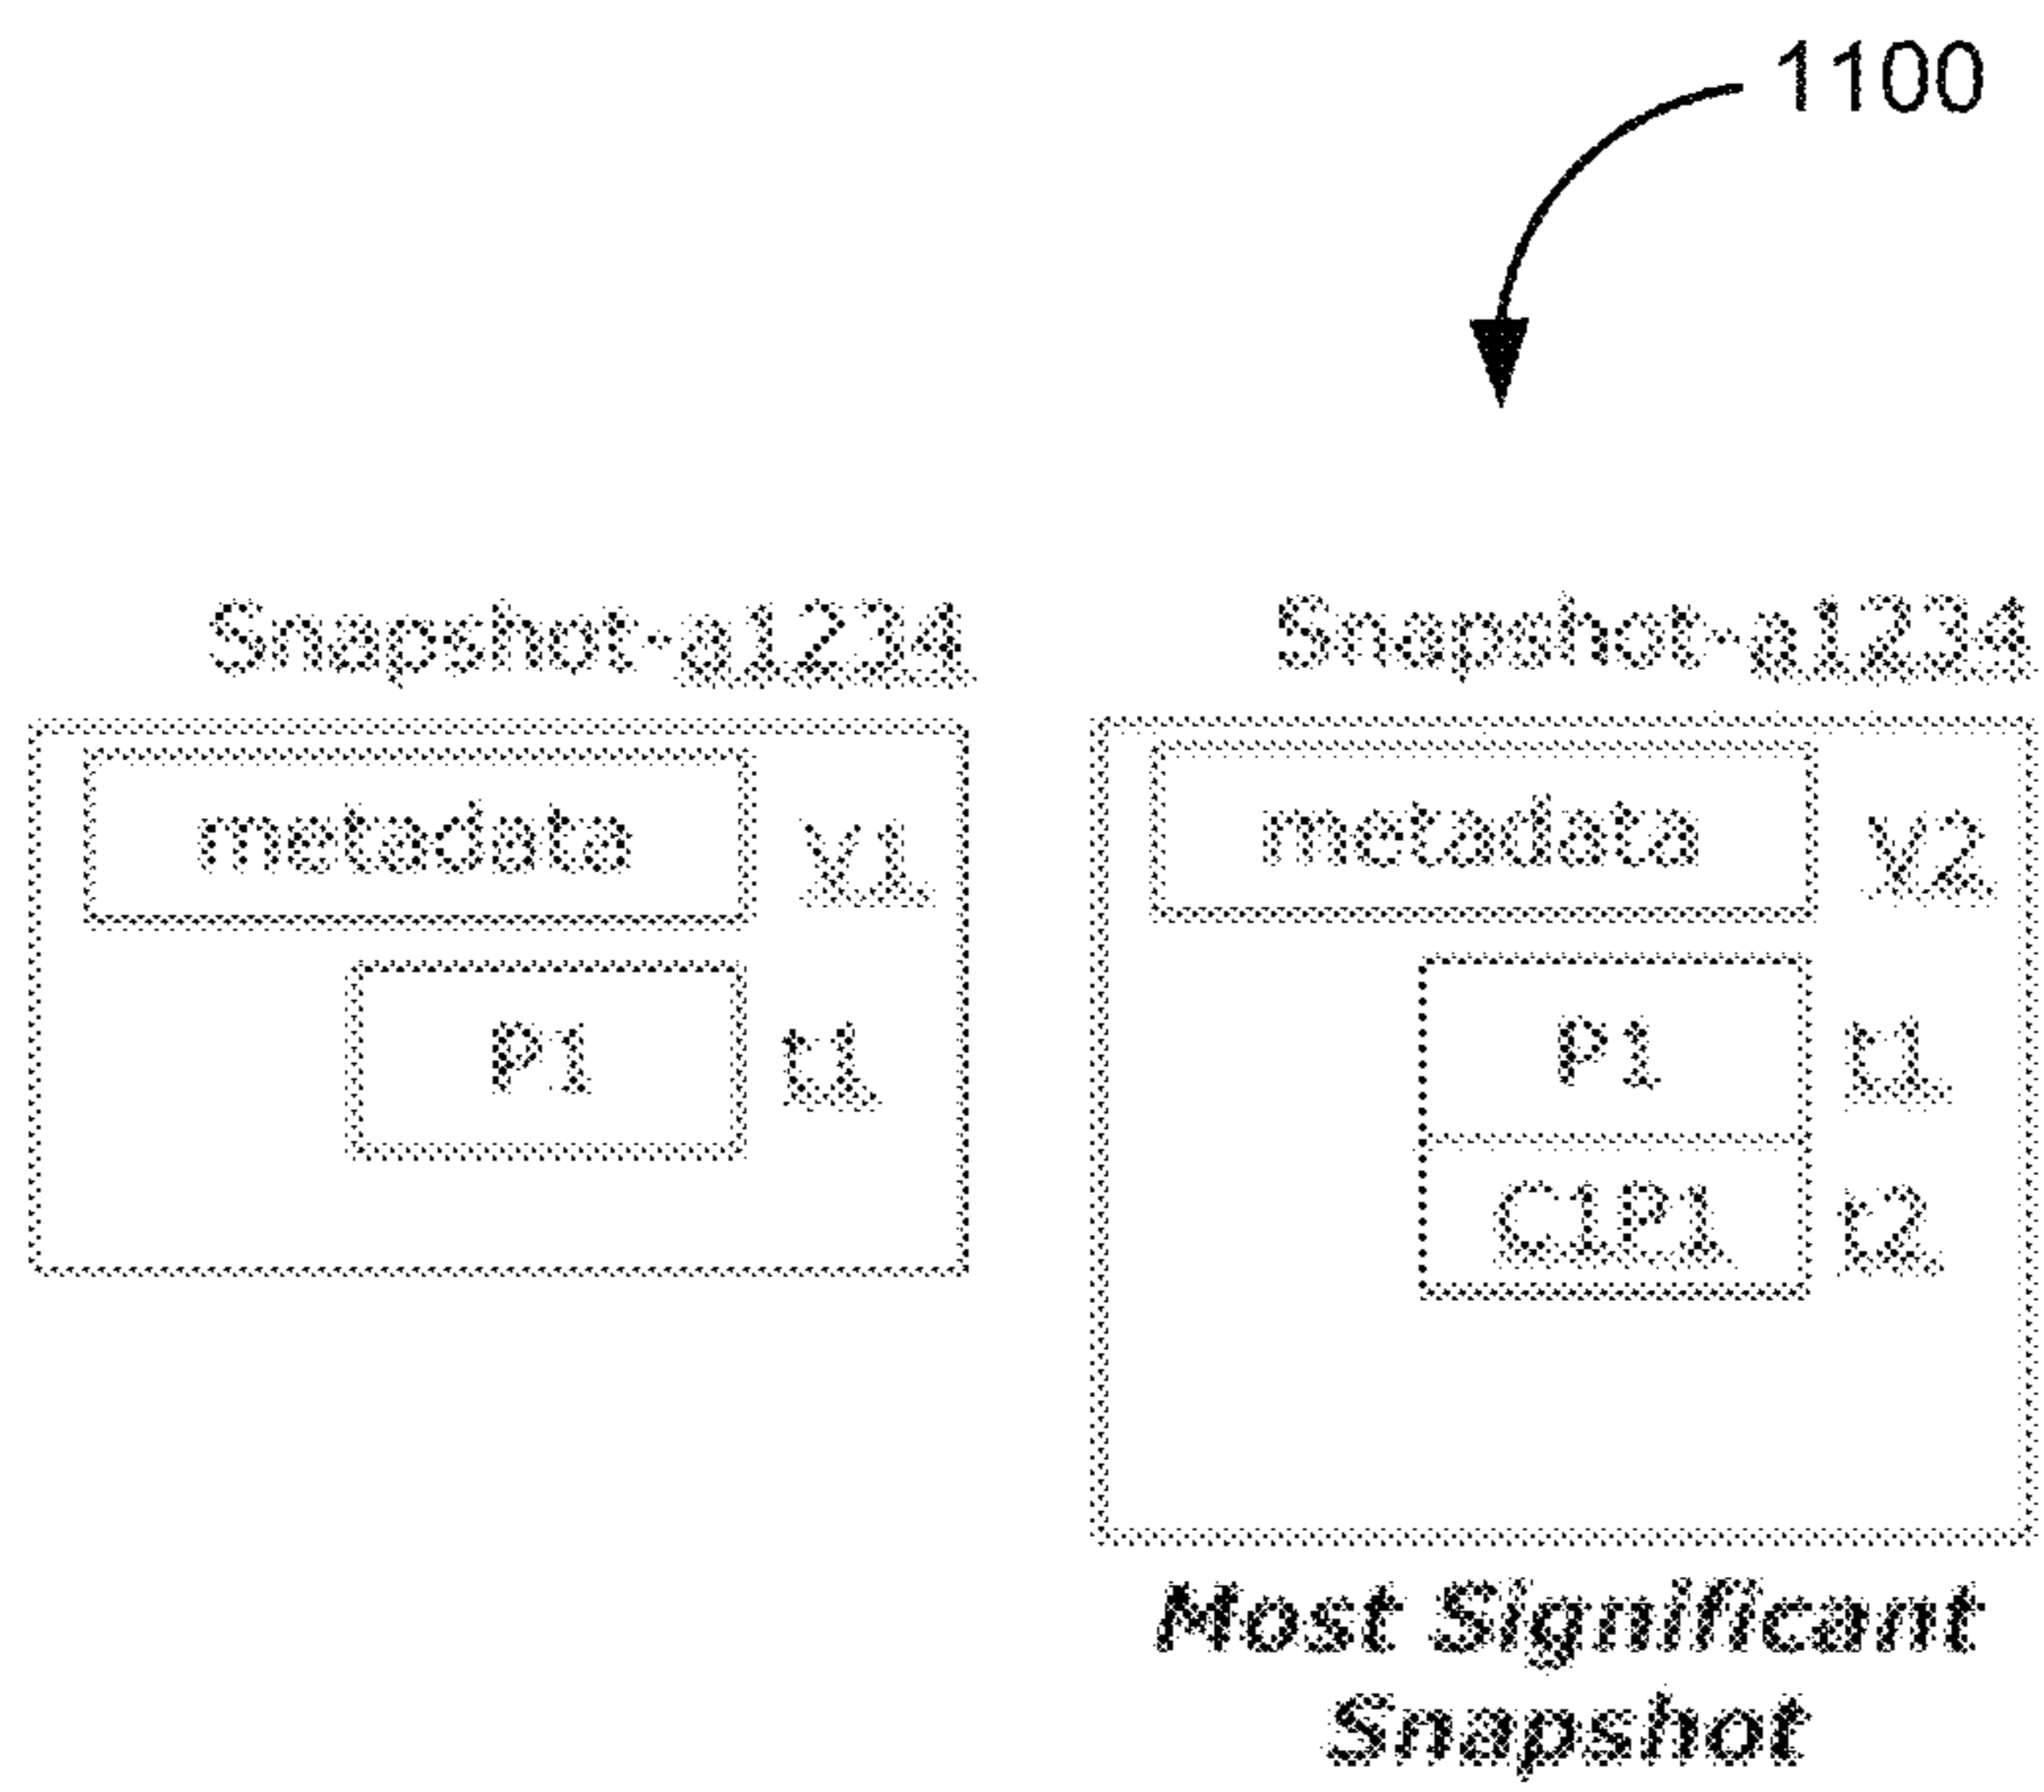 1100
Snapshot-a1234
metadata v1
P1 t1
Snapshot-a1234
metadata v2
P1 t1
C1P1 t2
Most Significant
Snapshot